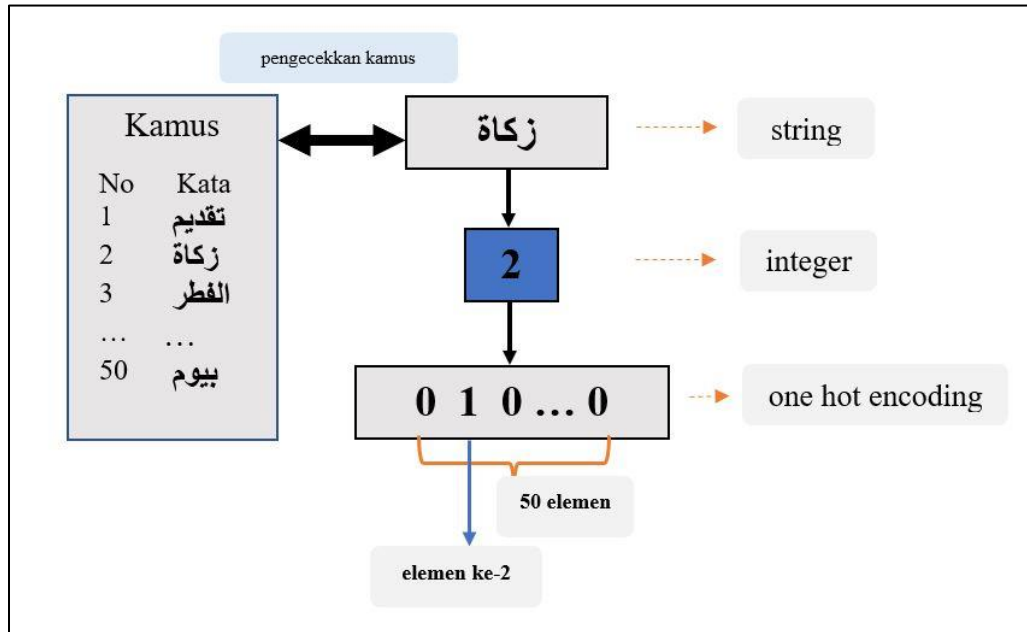 pengecekkan kamus
Kamus
No Kata
1 تقديم
2 زكاة
3 الفطر
… …
50 بيوم
زكاة
string
2
integer
0 1 0 … 0
one hot encoding
50 elemen
elemen ke-2